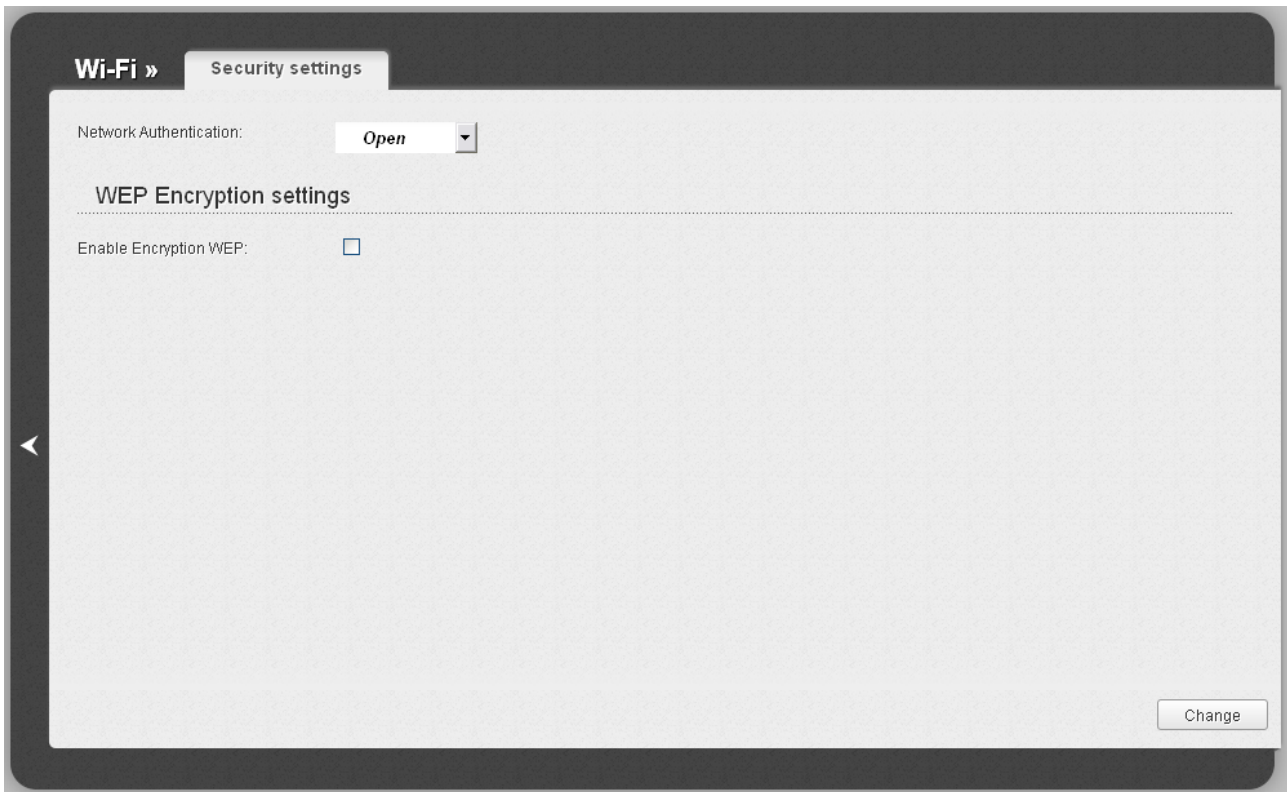 Wi-Fi » Security settings
Network Authentication: Open
WEP Encryption settings
Enable Encryption WEP:
Change